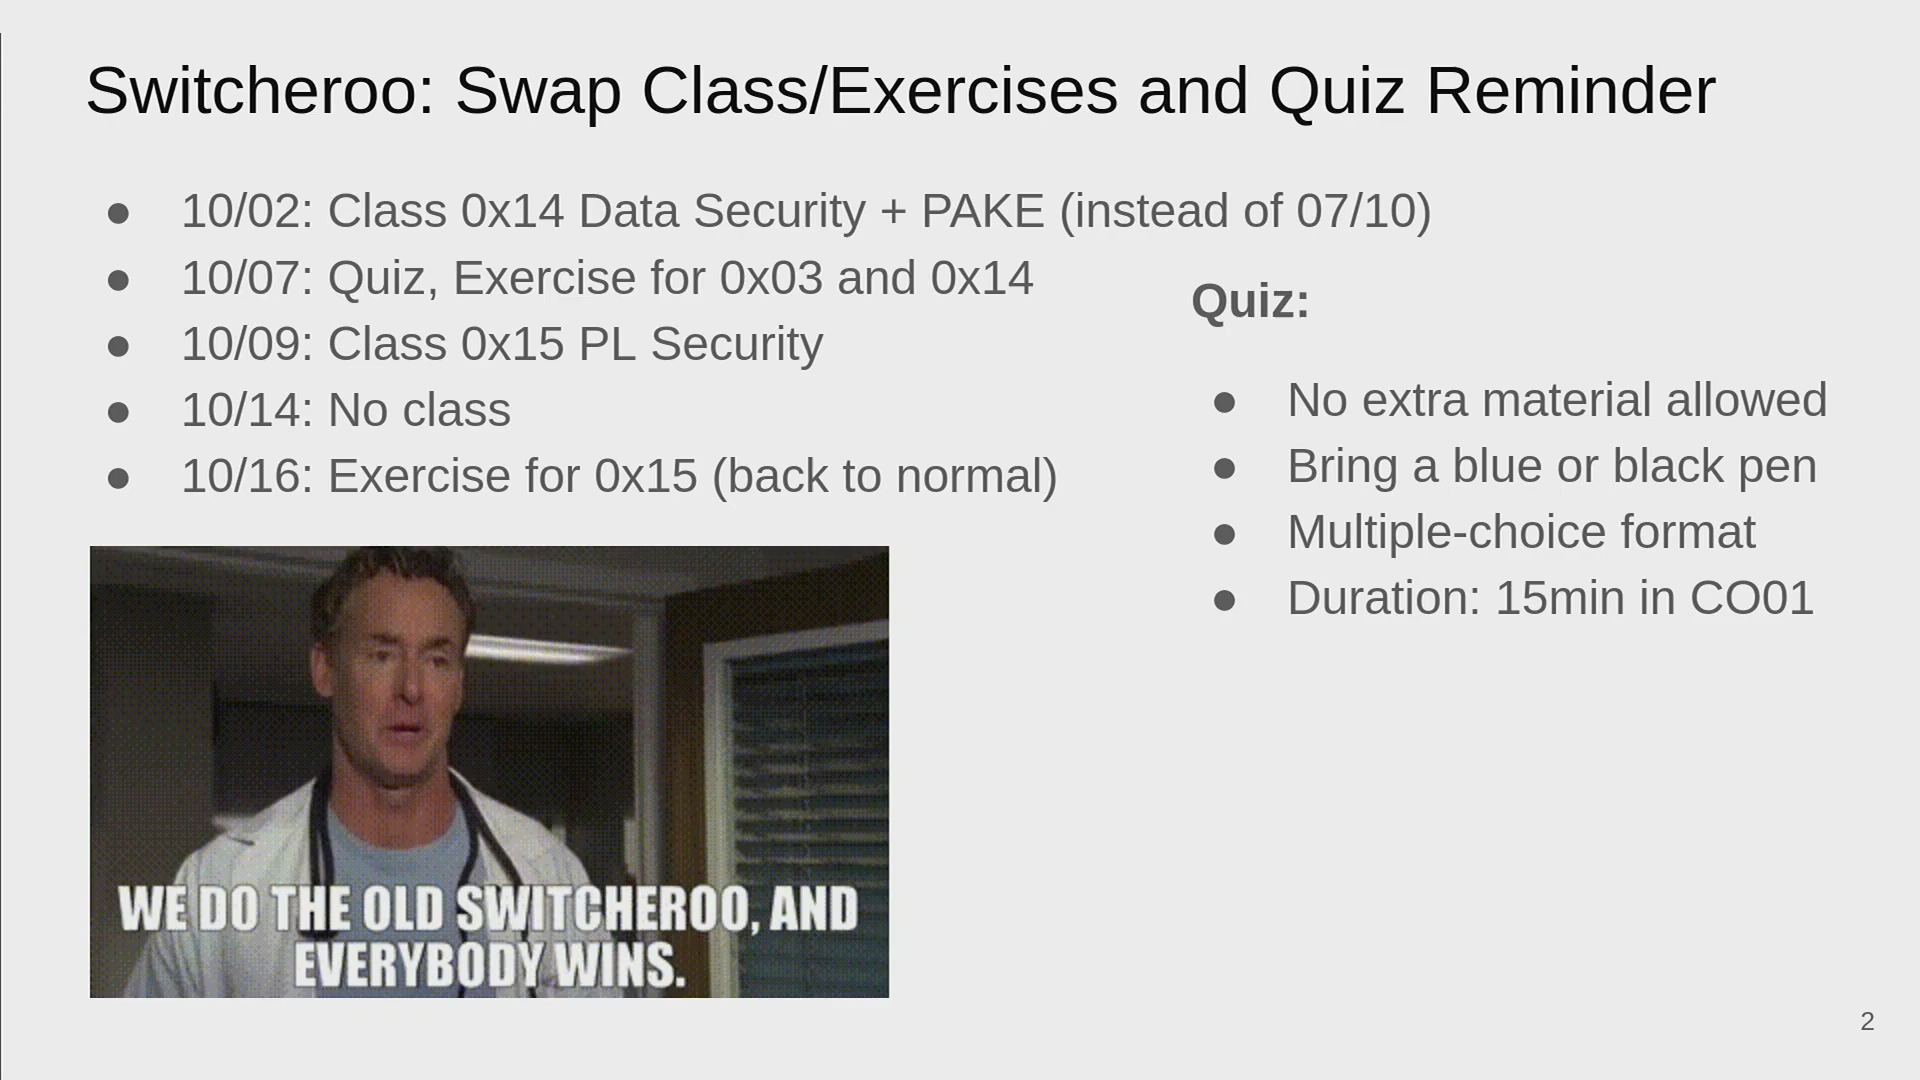 Switcheroo: Swap Class/Exercises and Quiz Reminder
● 10/02: Class 0x14 Data Security + PAKE (instead of 07/10)
● 10/07: Quiz, Exercise for 0x03 and 0x14
● 10/09: Class 0x15 PL Security
● 10/14: No class
● 10/16: Exercise for 0x15 (back to normal)
Quiz:
● No extra material allowed
● Bring a blue or black pen
● Multiple-choice format
● Duration: 15min in CO01
WE DO THE OLD SWITCHEROO, AND
EVERYBODY WINS.
2